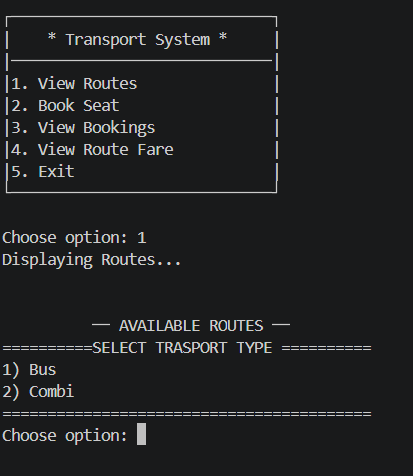 * Transport System *
1. View Routes
2. Book Seat
3. View Bookings
4. View Route Fare
5. Exit
Choose option: 1
Displaying Routes...
── AVAILABLE ROUTES ──
==========SELECT TRASPORT TYPE ==========
1) Bus
2) Combi
=========================================
Choose option: